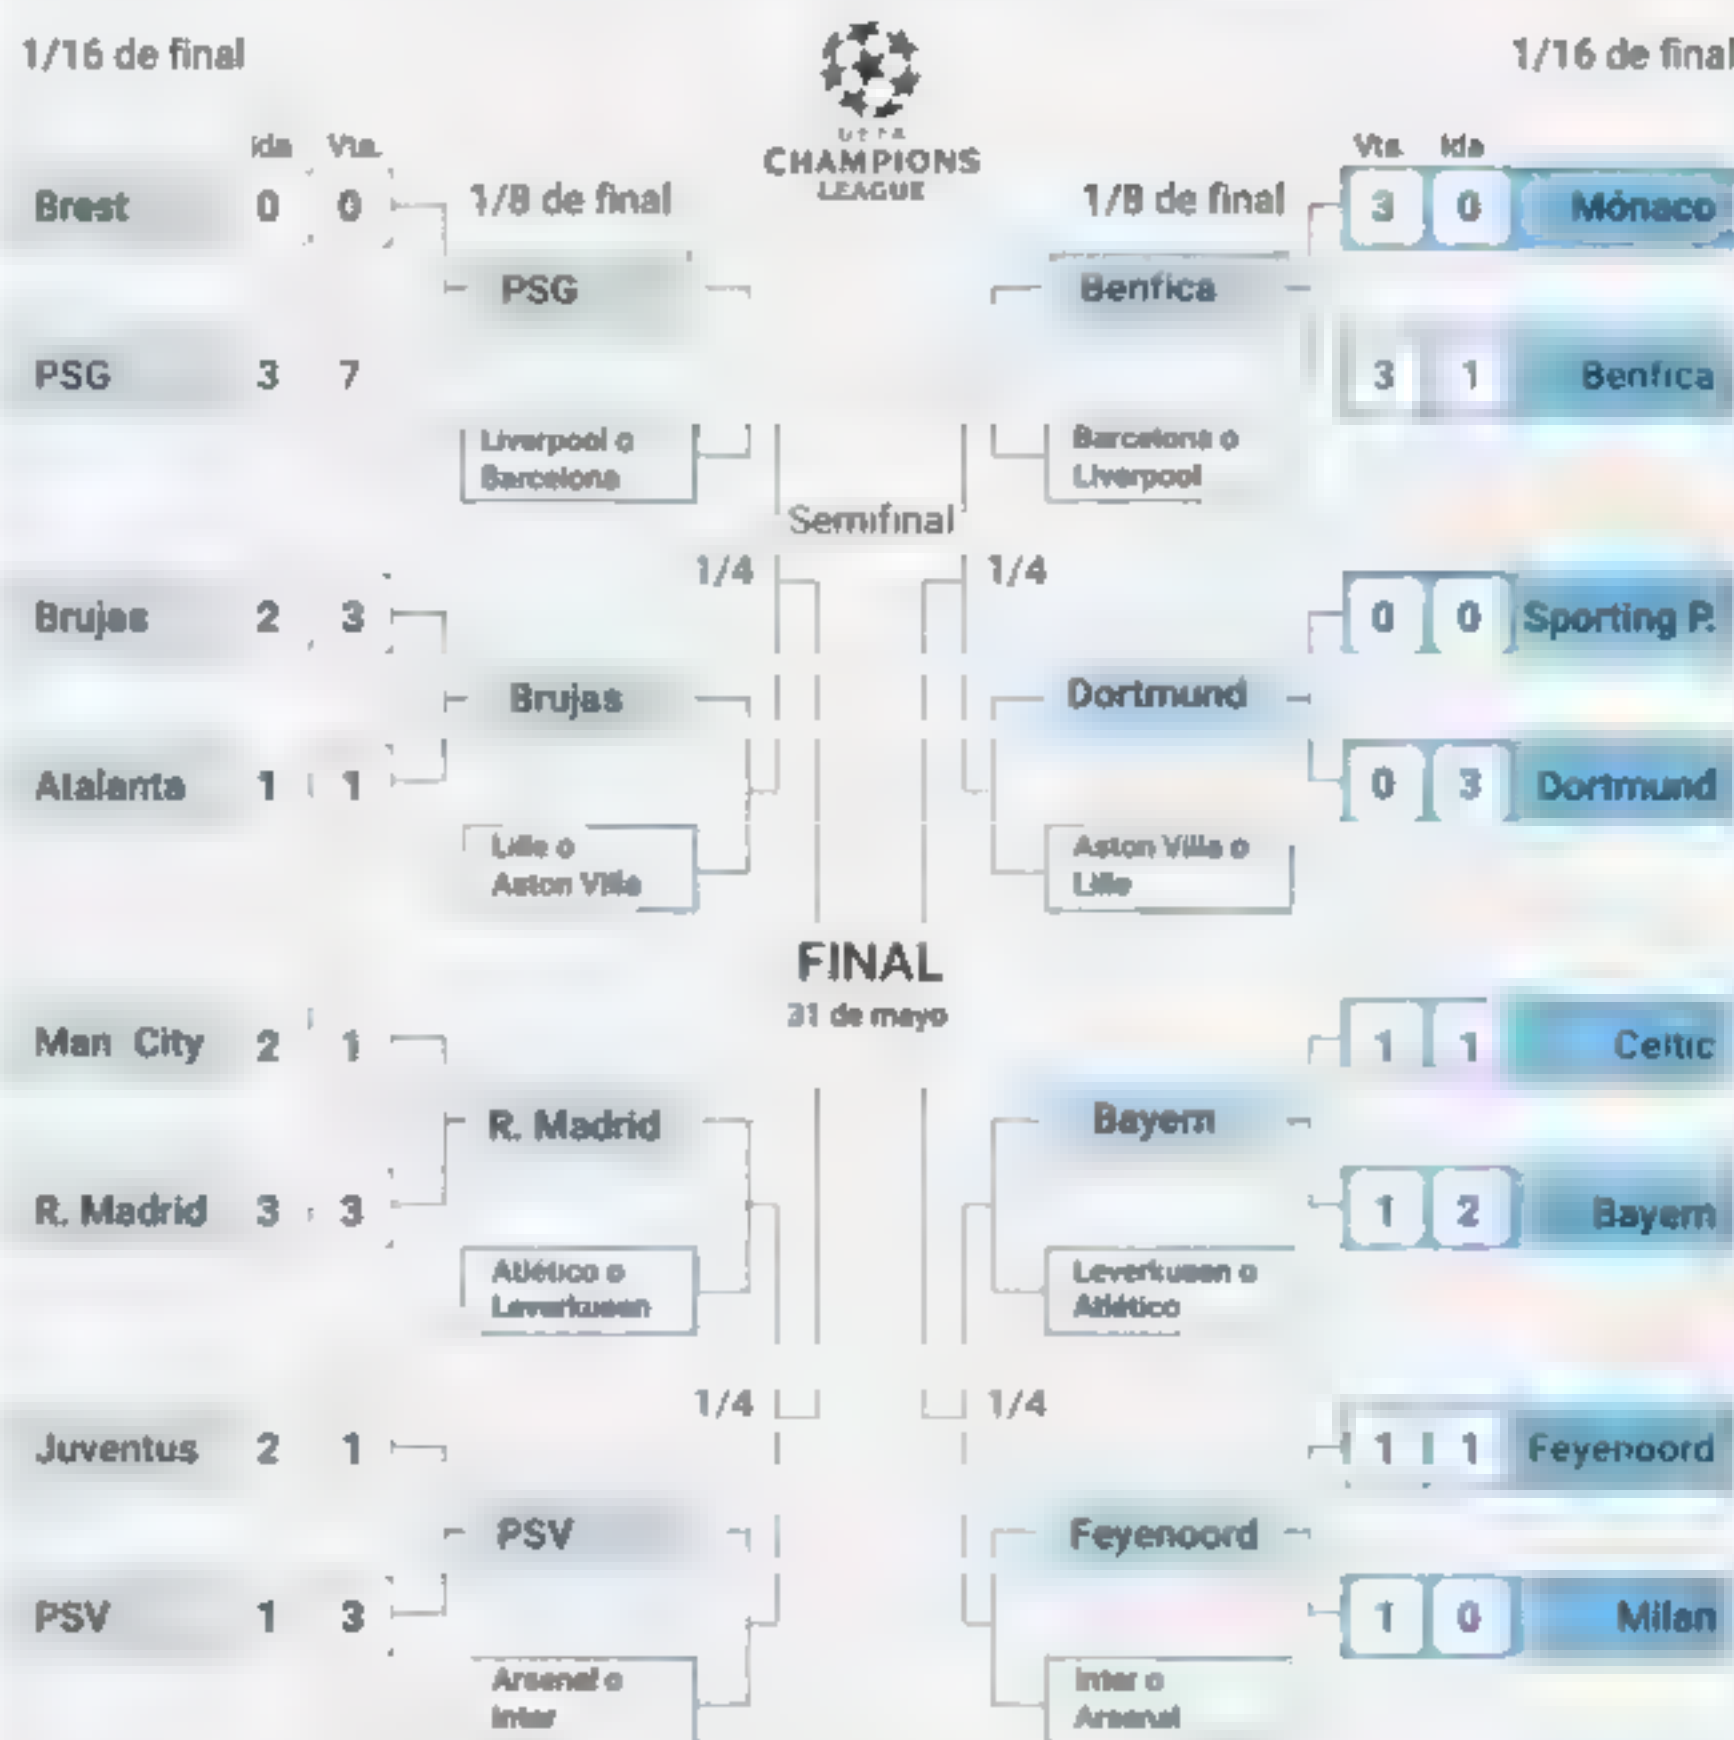 1/16 de final
1/16 de final
UEFA
CHAMPIONS
LEAGUE
Ida Vta.
Vta. Ida
Brest 0 0
1/8 de final
1/8 de final
3 0 Mónaco
PSG
Benfica
PSG 3 7
3 1 Benfica
Liverpool o
Barcelona
Barcelona o
Liverpool
Semifinal
1/4
1/4
Brujas 2 3
0 0 Sporting P.
Brujas
Dortmund
Atalanta 1 1
0 3 Dortmund
Lille o
Aston Villa
Aston Villa o
Lille
FINAL
31 de mayo
Man City 2 1
1 1 Celtic
R. Madrid
Bayern
R. Madrid 3 3
1 2 Bayern
Atlético o
Leverkusen
Leverkusen o
Atlético
1/4
1/4
Juventus 2 1
1 1 Feyenoord
PSV
Feyenoord
PSV 1 3
1 0 Milan
Arsenal o
Inter
Inter o
Arsenal